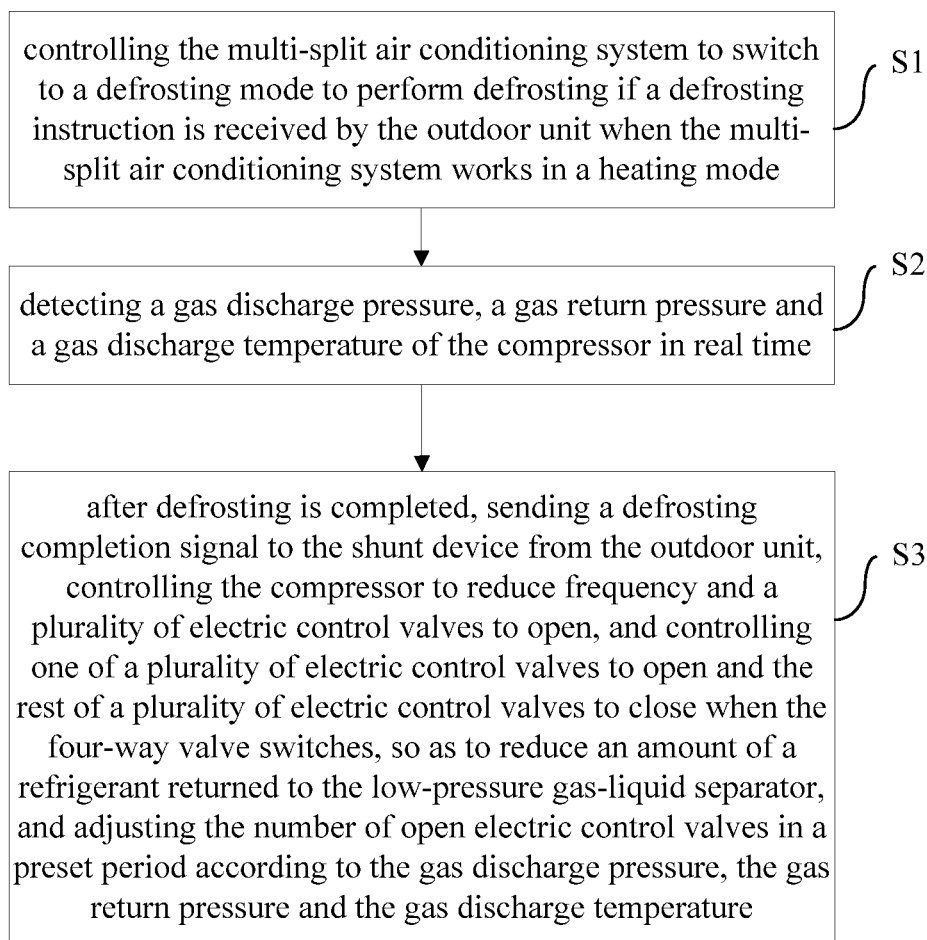 controlling the multi-split air conditioning system to switch
to a defrosting mode to perform defrosting if a defrosting
instruction is received by the outdoor unit when the multi-
split air conditioning system works in a heating mode
S1
detecting a gas discharge pressure, a gas return pressure and
a gas discharge temperature of the compressor in real time
S2
after defrosting is completed, sending a defrosting
completion signal to the shunt device from the outdoor unit,
controlling the compressor to reduce frequency and a
plurality of electric control valves to open, and controlling
one of a plurality of electric control valves to open and the
rest of a plurality of electric control valves to close when the
four-way valve switches, so as to reduce an amount of a
refrigerant returned to the low-pressure gas-liquid separator,
and adjusting the number of open electric control valves in a
preset period according to the gas discharge pressure, the gas
return pressure and the gas discharge temperature
S3